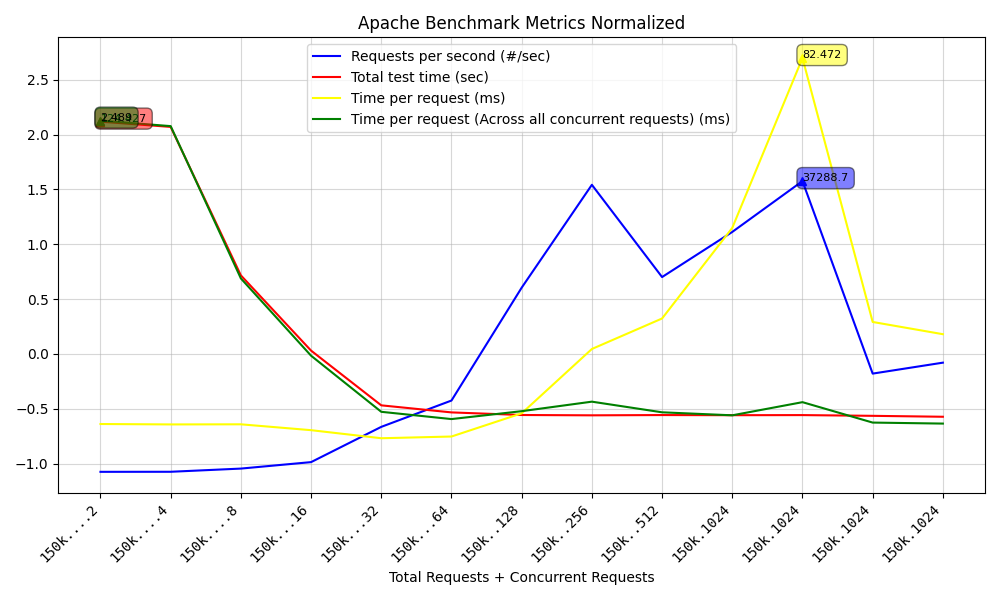 Apache Benchmark Metrics Normalized
Requests per second (#/sec)
Total test time (sec)
Time per request (ms)
Time per request (Across all concurrent requests) (ms)
82.472
37288.7
2.5
2.0
1.5
1.0
0.5
0.0
−0.5
−1.0
150k...2
150k...4
150k...8
150k...16
150k..32
150k..64
150k..128
150k.256
150k.512
150k 1024
150k 1024
150k 1024
150k 1024
Total Requests + Concurrent Requests